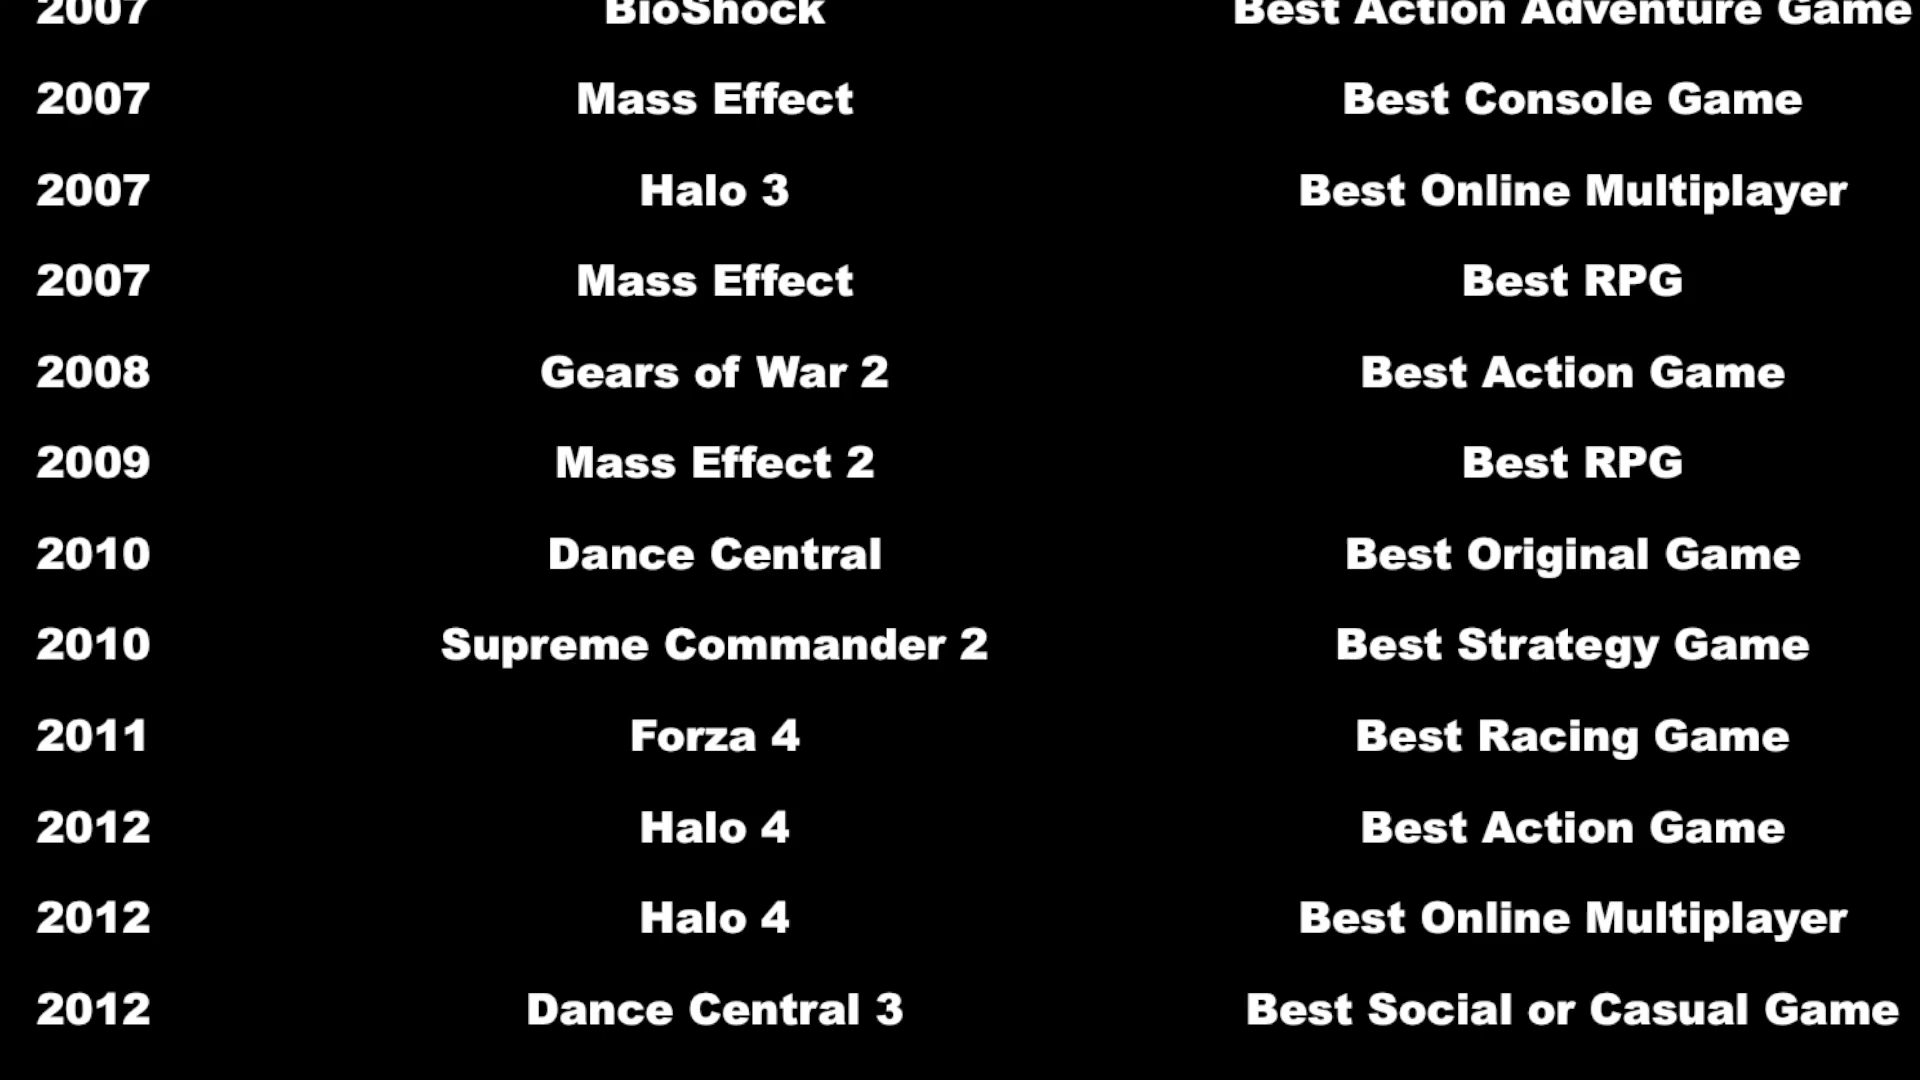 2007 BioShock Best Action Adventure Game
2007 Mass Effect Best Console Game
2007 Halo 3 Best Online Multiplayer
2007 Mass Effect Best RPG
2008 Gears of War 2 Best Action Game
2009 Mass Effect 2 Best RPG
2010 Dance Central Best Original Game
2010 Supreme Commander 2 Best Strategy Game
2011 Forza 4 Best Racing Game
2012 Halo 4 Best Action Game
2012 Halo 4 Best Online Multiplayer
2012 Dance Central 3 Best Social or Casual Game